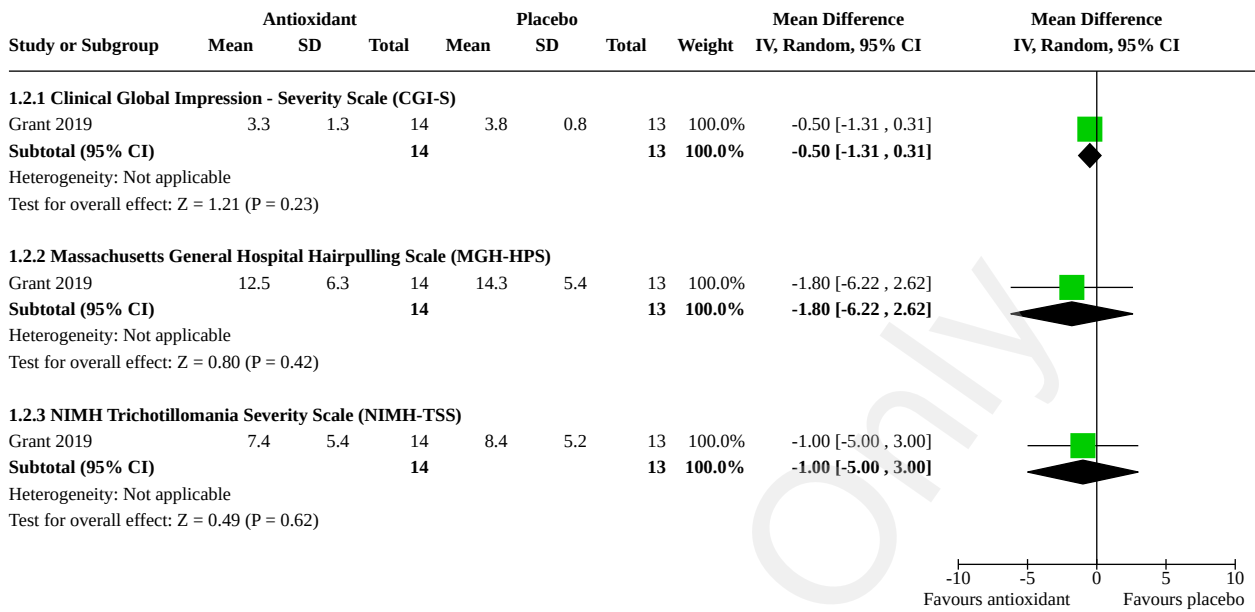 Antioxidant Placebo Mean Difference Mean Difference
Study or Subgroup Mean SD Total Mean SD Total Weight IV, Random, 95% CI IV, Random, 95% CI
1.2.1 Clinical Global Impression - Severity Scale (CGI-S)
Grant 2019 3.3 1.3 14 3.8 0.8 13 100.0% -0.50 [-1.31 , 0.31]
Subtotal (95% CI) 14 13 100.0% -0.50 [-1.31 , 0.31]
Heterogeneity: Not applicable
Test for overall effect: Z = 1.21 (P = 0.23)
1.2.2 Massachusetts General Hospital Hairpulling Scale (MGH-HPS)
Grant 2019 12.5 6.3 14 14.3 5.4 13 100.0% -1.80 [-6.22 , 2.62]
Subtotal (95% CI) 14 13 100.0% -1.80 [-6.22 , 2.62]
Heterogeneity: Not applicable
Test for overall effect: Z = 0.80 (P = 0.42)
1.2.3 NIMH Trichotillomania Severity Scale (NIMH-TSS)
Grant 2019 7.4 5.4 14 8.4 5.2 13 100.0% -1.00 [-5.00 , 3.00]
Subtotal (95% CI) 14 13 100.0% -1.00 [-5.00 , 3.00]
Heterogeneity: Not applicable
Test for overall effect: Z = 0.49 (P = 0.62)
-10 -5 0 5 10
Favours antioxidant Favours placebo
Only